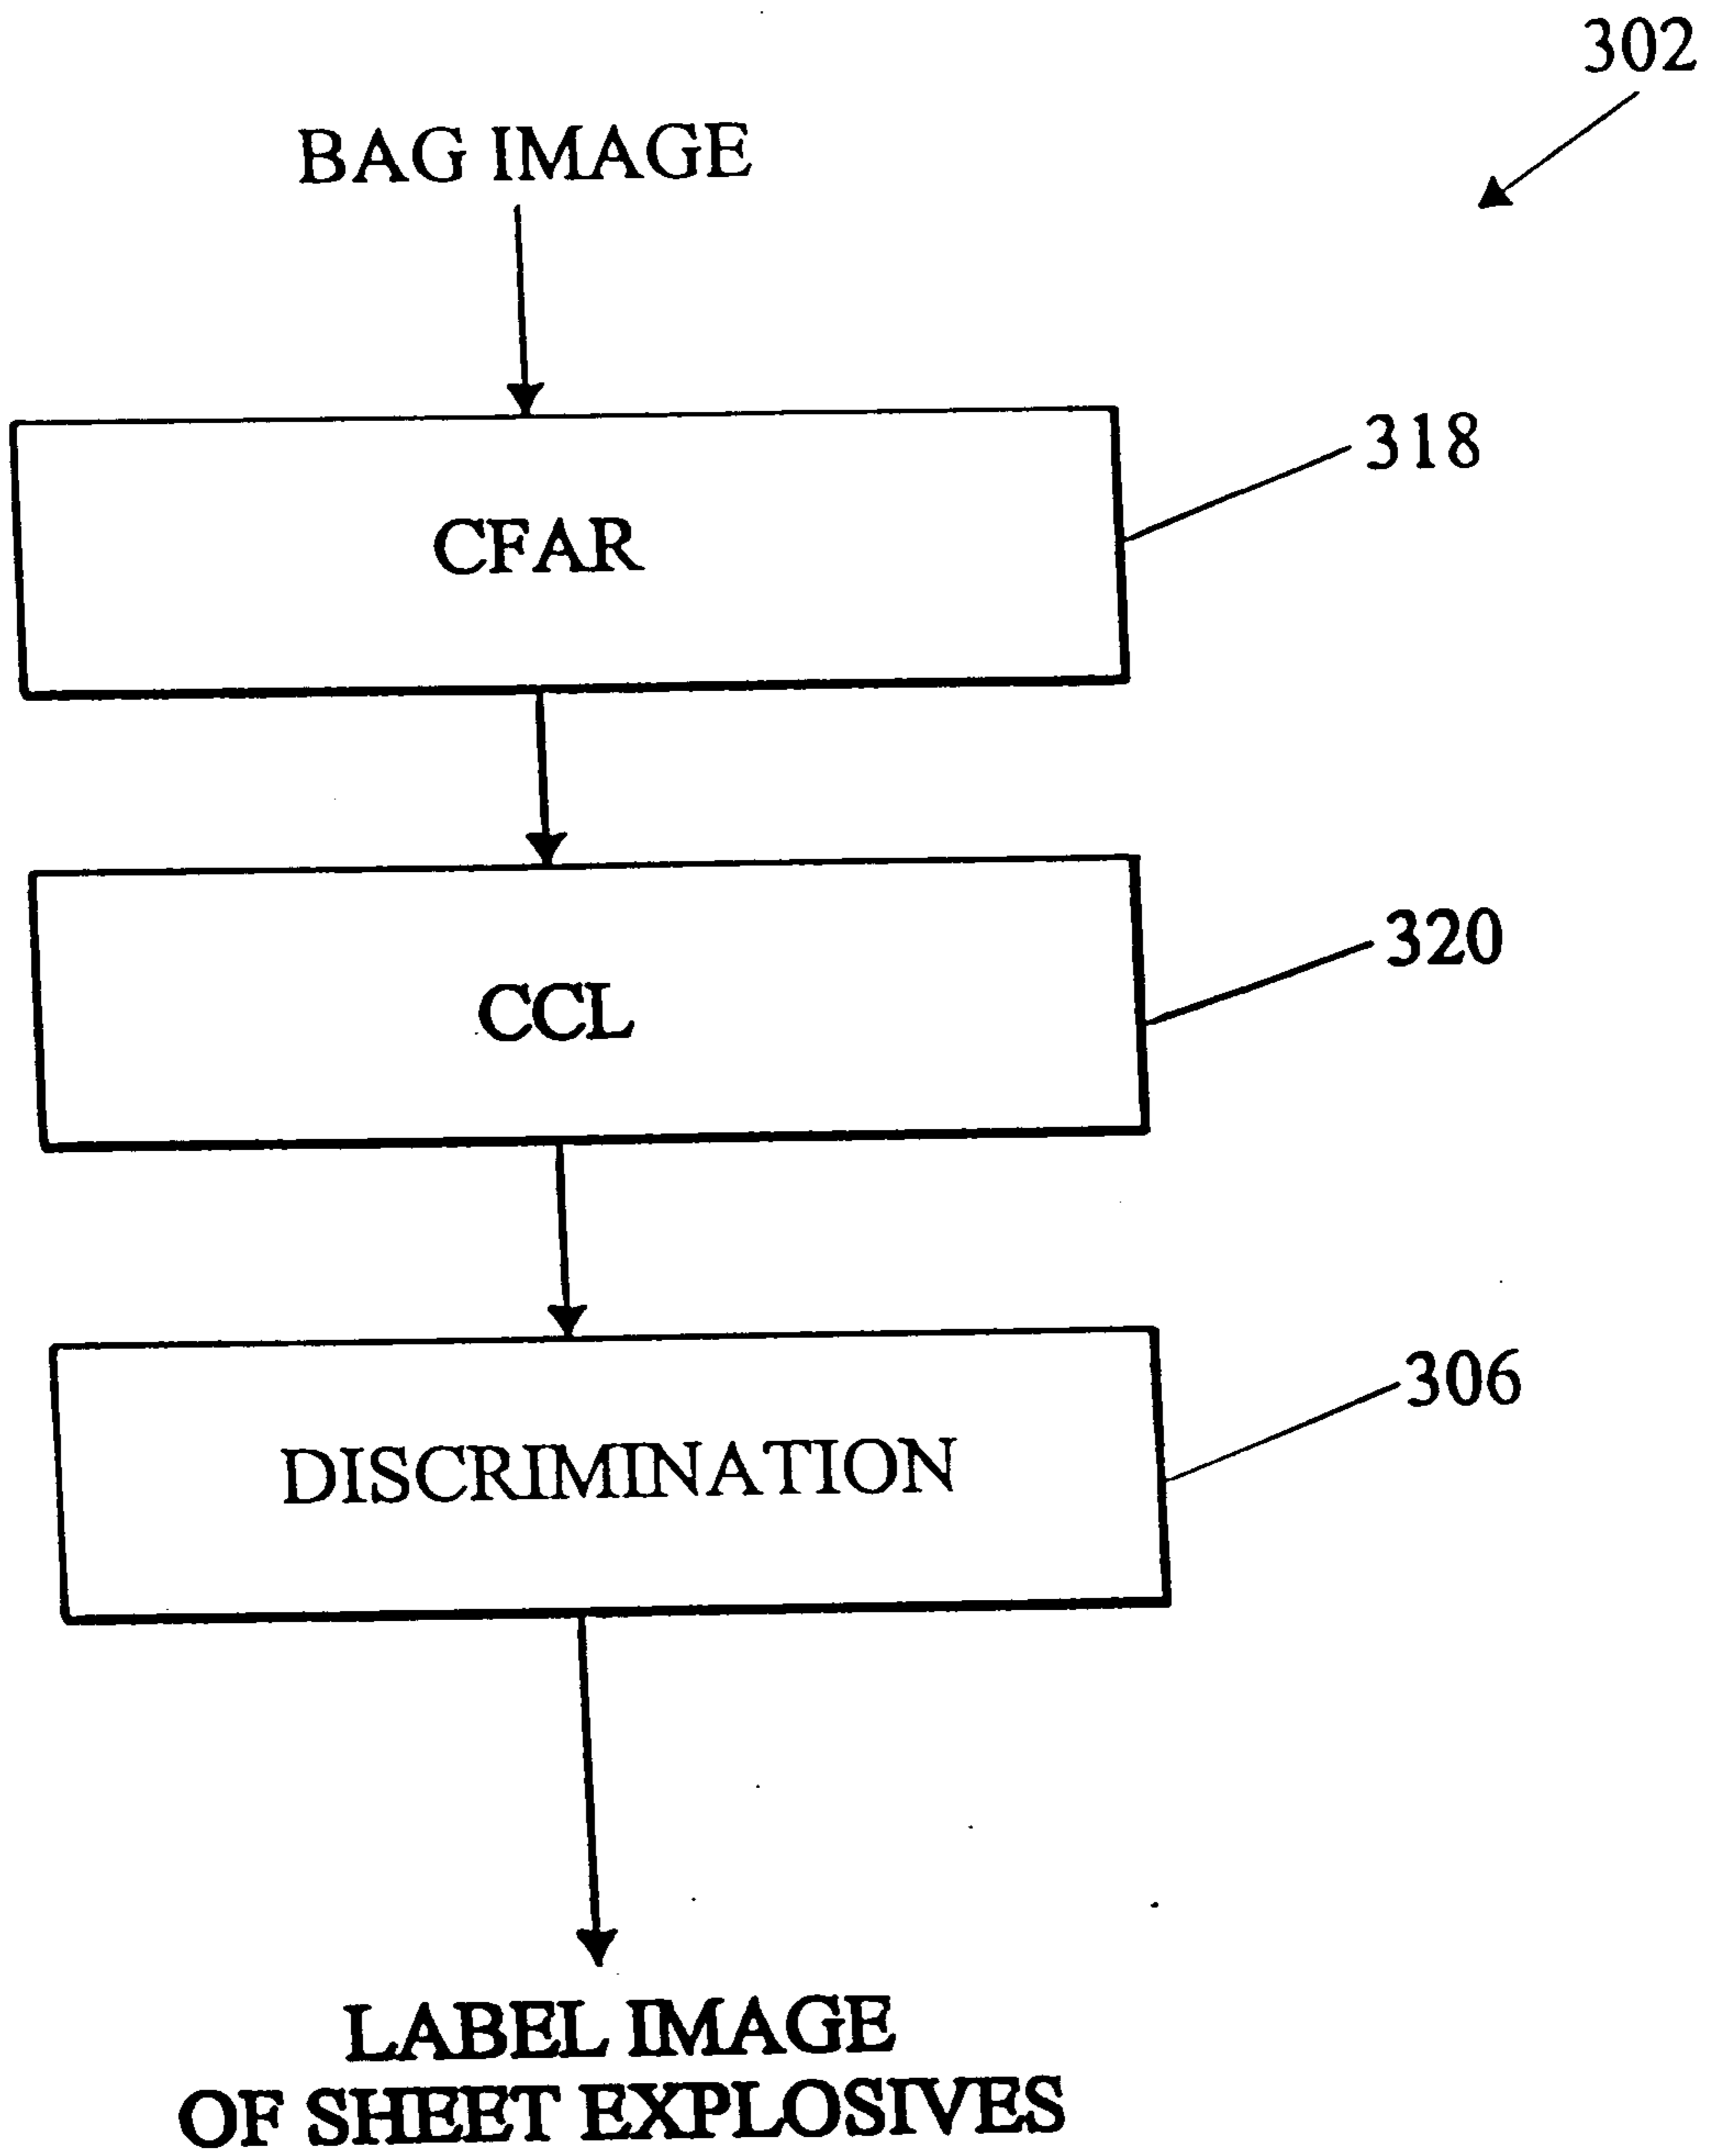 302
BAG IMAGE
CFAR
318
CCL
320
DISCRIMINATION
306
LABEL IMAGE
OF SHEET EXPLOSIVES